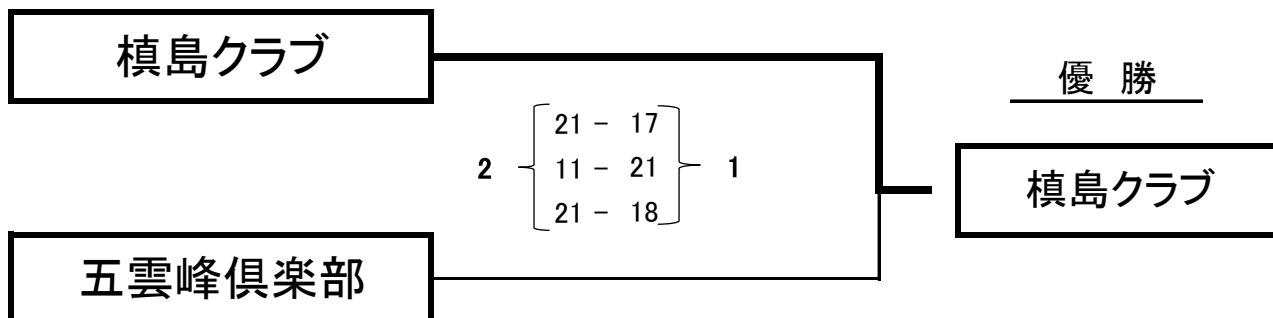 槙島クラブ
優 勝
21 － 17
2 11 － 21 1
21 － 18
槙島クラブ
五雲峰倶楽部